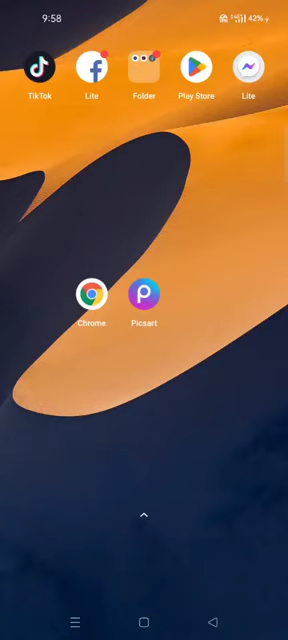 9:58
42%
TikTok
Lite
Folder
Play Store
Lite
Chrome
Picsart